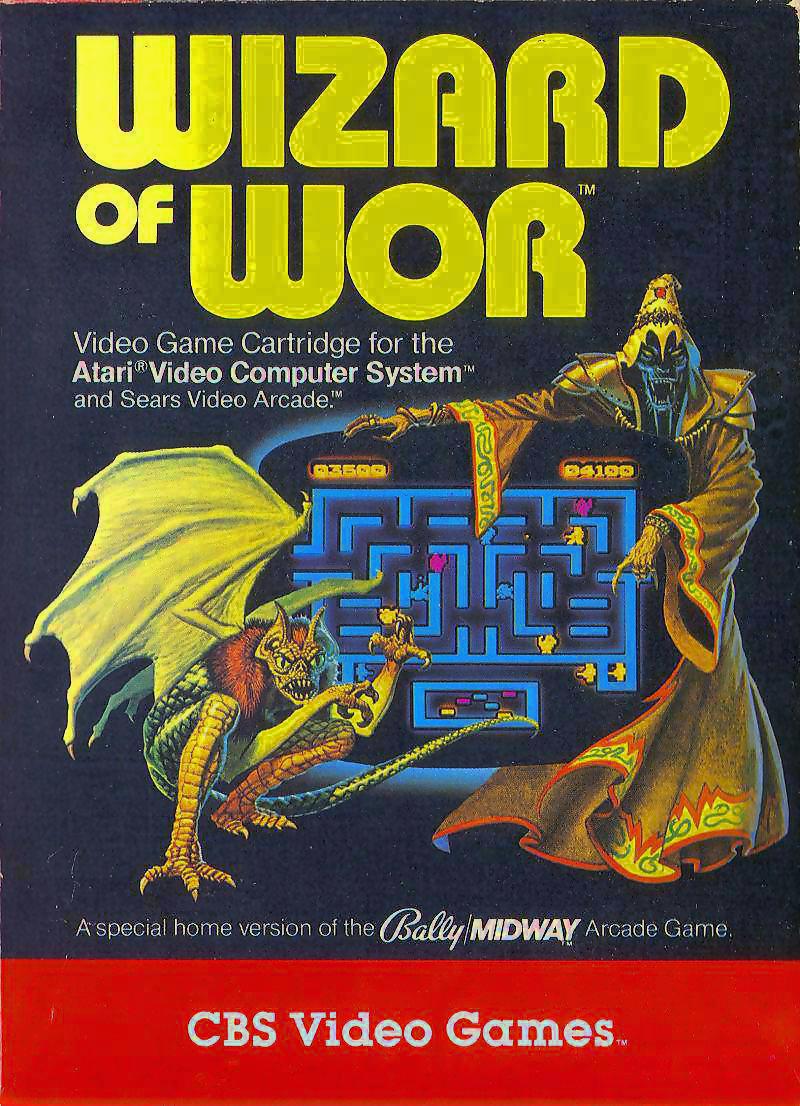 WIZARD
OF WOR™
Video Game Cartridge for the
Atari® Video Computer System™
and Sears Video Arcade.™
03500 04100
A special home version of the Bally/MIDWAY™ Arcade Game.
CBS Video Games™